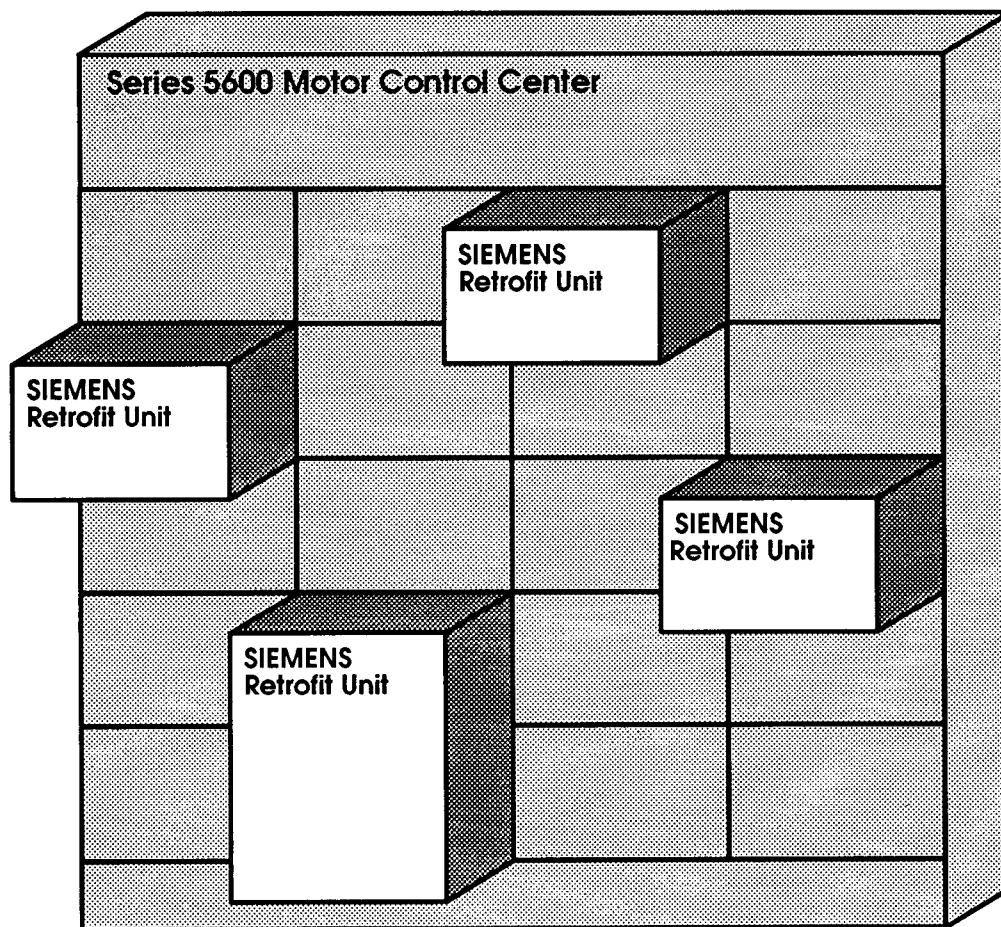 Series 5600 Motor Control Center
SIEMENS
Retrofit Unit
SIEMENS
Retrofit Unit
SIEMENS
Retrofit Unit
SIEMENS
Retrofit Unit